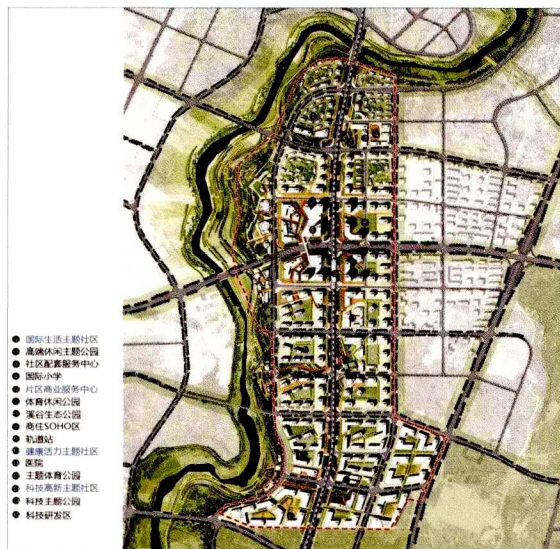 国际生活主题社区
高端休闲主题公园
社区配套服务中心
国际小学
片区商业服务中心
体育休闲公园
溪谷生态公园
商住SOHO区
轨道站
健康活力主题社区
医院
主题体育公园
科技高新主题社区
科技主题公园
科技研发区